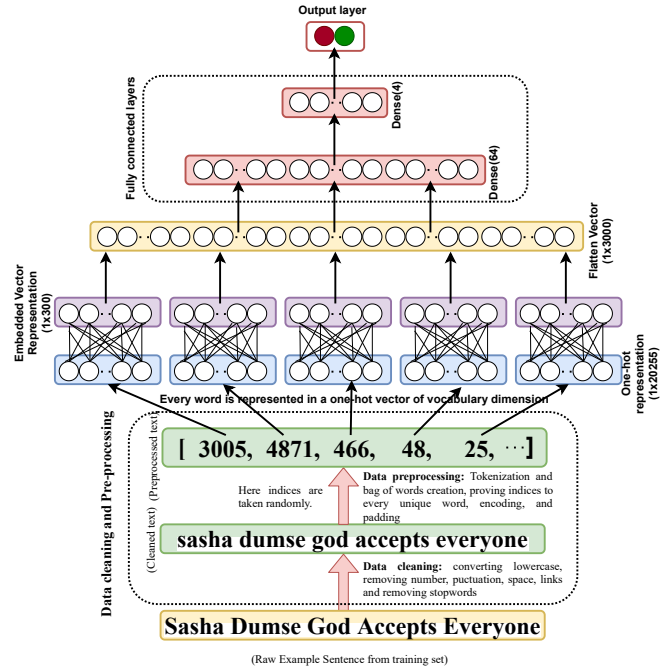 Output layer
Fully connected layers
Dense(4)
Dense(64)
Flatten Vector
(1x3000)
Embedded Vector
Representation
(1x300)
One-hot
representation
(1x20255)
Every word is represented in a one-hot vector of vocabulary dimension
Data cleaning and Pre-processing
(Preprocessed text)
[ 3005, 4871, 466, 48, 25, ···]
Here indices are
taken randomly.
Data preprocessing: Tokenization and
bag of words creation, proving indices to
every unique word, encoding, and
padding
(Cleaned text)
sasha dumse god accepts everyone
Data cleaning: converting lowercase,
removing number, puctuation, space, links
and removing stopwords
Sasha Dumse God Accepts Everyone
(Raw Example Sentence from training set)